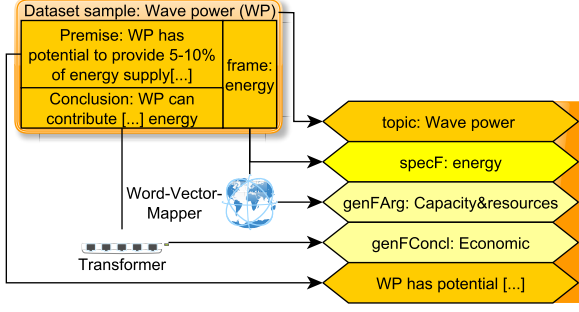 Dataset sample: Wave power (WP)
Premise: WP has
potential to provide 5-10%
of energy supply[...]
frame:
energy
Conclusion: WP can
contribute [...] energy
topic: Wave power
specF: energy
Word-Vector-
Mapper
genFArg: Capacity&resources
genFConcl: Economic
Transformer
WP has potential [...]